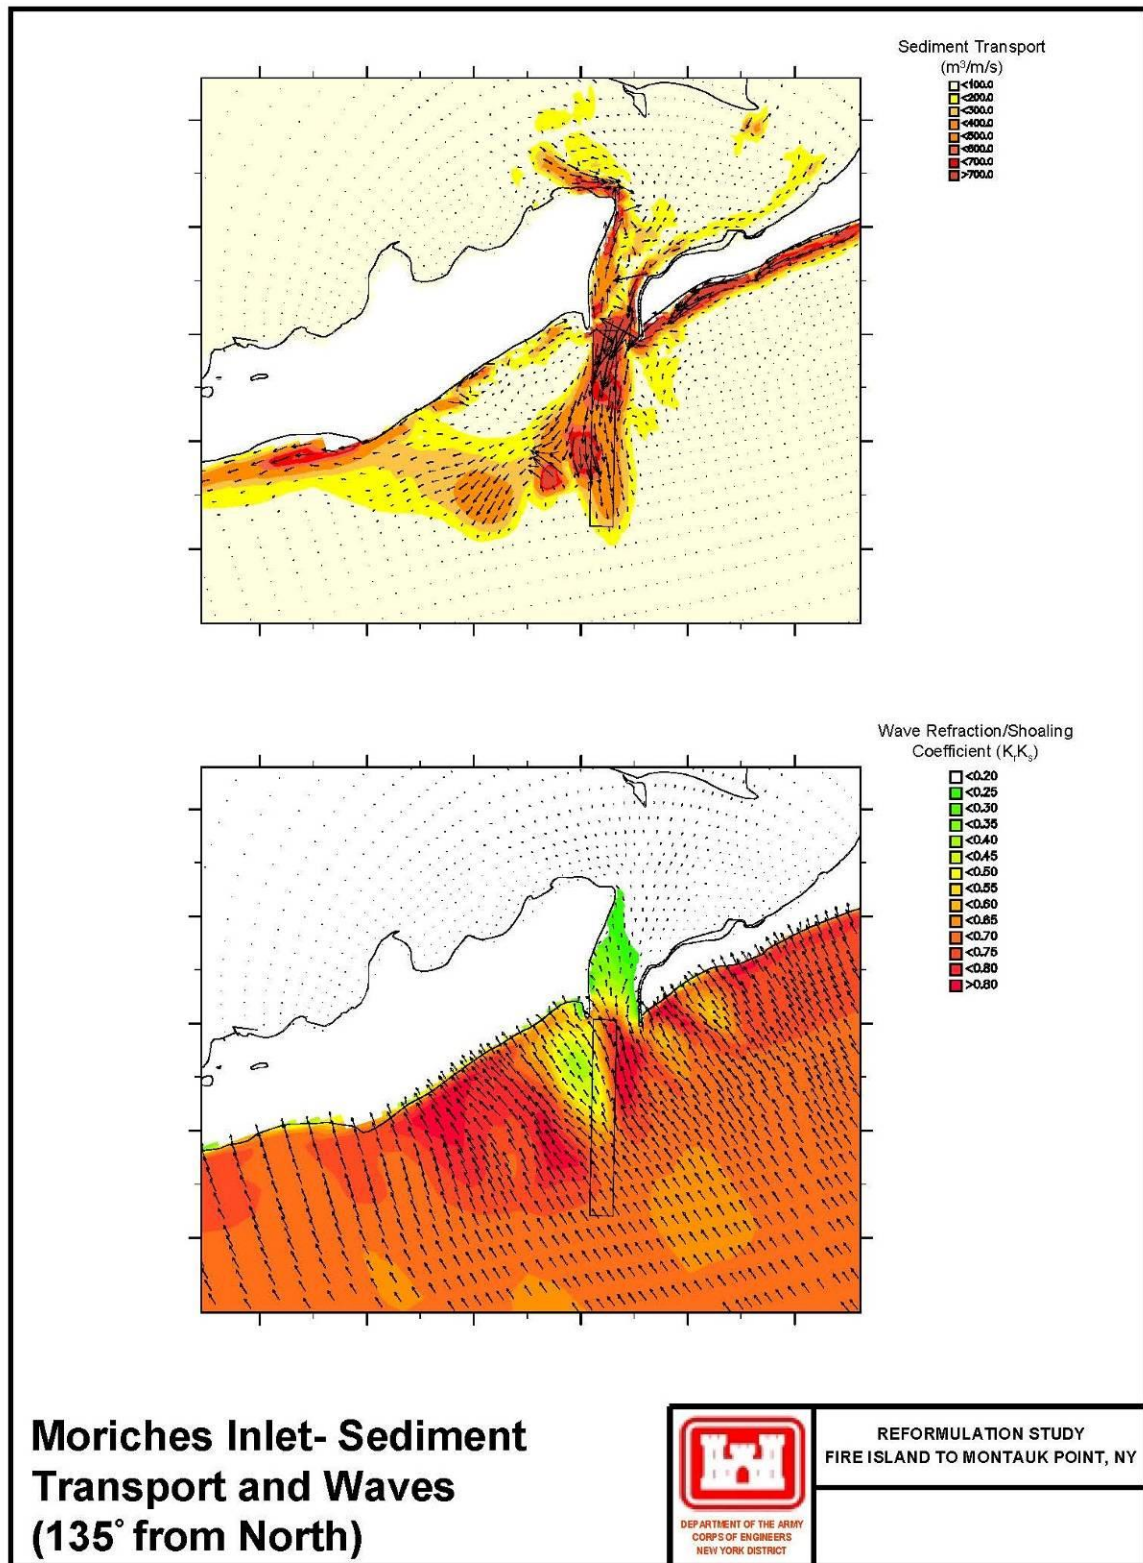 Sediment Transport
(m³/m/s)
<100.0
<200.0
<300.0
<400.0
<500.0
<600.0
<700.0
>700.0
Wave Refraction/Shoaling
Coefficient (KᵣKₛ)
<0.20
<0.25
<0.30
<0.35
<0.40
<0.45
<0.50
<0.55
<0.60
<0.65
<0.70
<0.75
<0.80
>0.80
Moriches Inlet- Sediment
Transport and Waves
(135° from North)
DEPARTMENT OF THE ARMY
CORPS OF ENGINEERS
NEW YORK DISTRICT
REFORMULATION STUDY
FIRE ISLAND TO MONTAUK POINT, NY